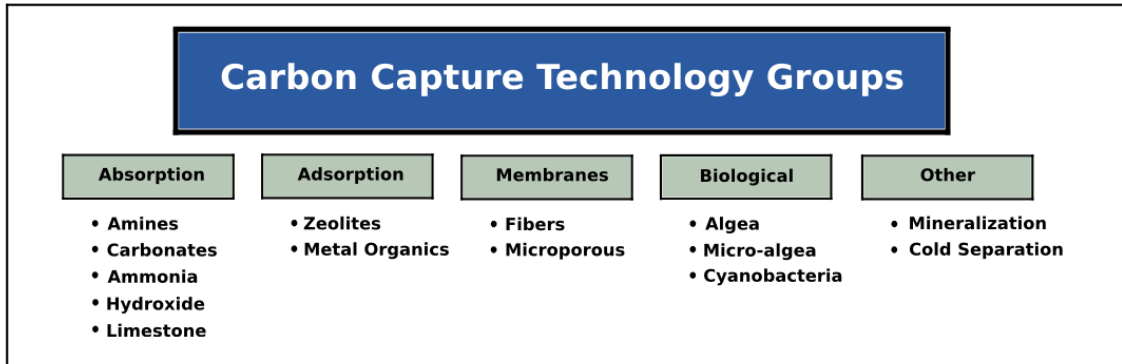 Carbon Capture Technology Groups
Absorption
• Amines
• Carbonates
• Ammonia
• Hydroxide
• Limestone
Adsorption
• Zeolites
• Metal Organics
Membranes
• Fibers
• Microporous
Biological
• Algea
• Micro-algea
• Cyanobacteria
Other
• Mineralization
• Cold Separation